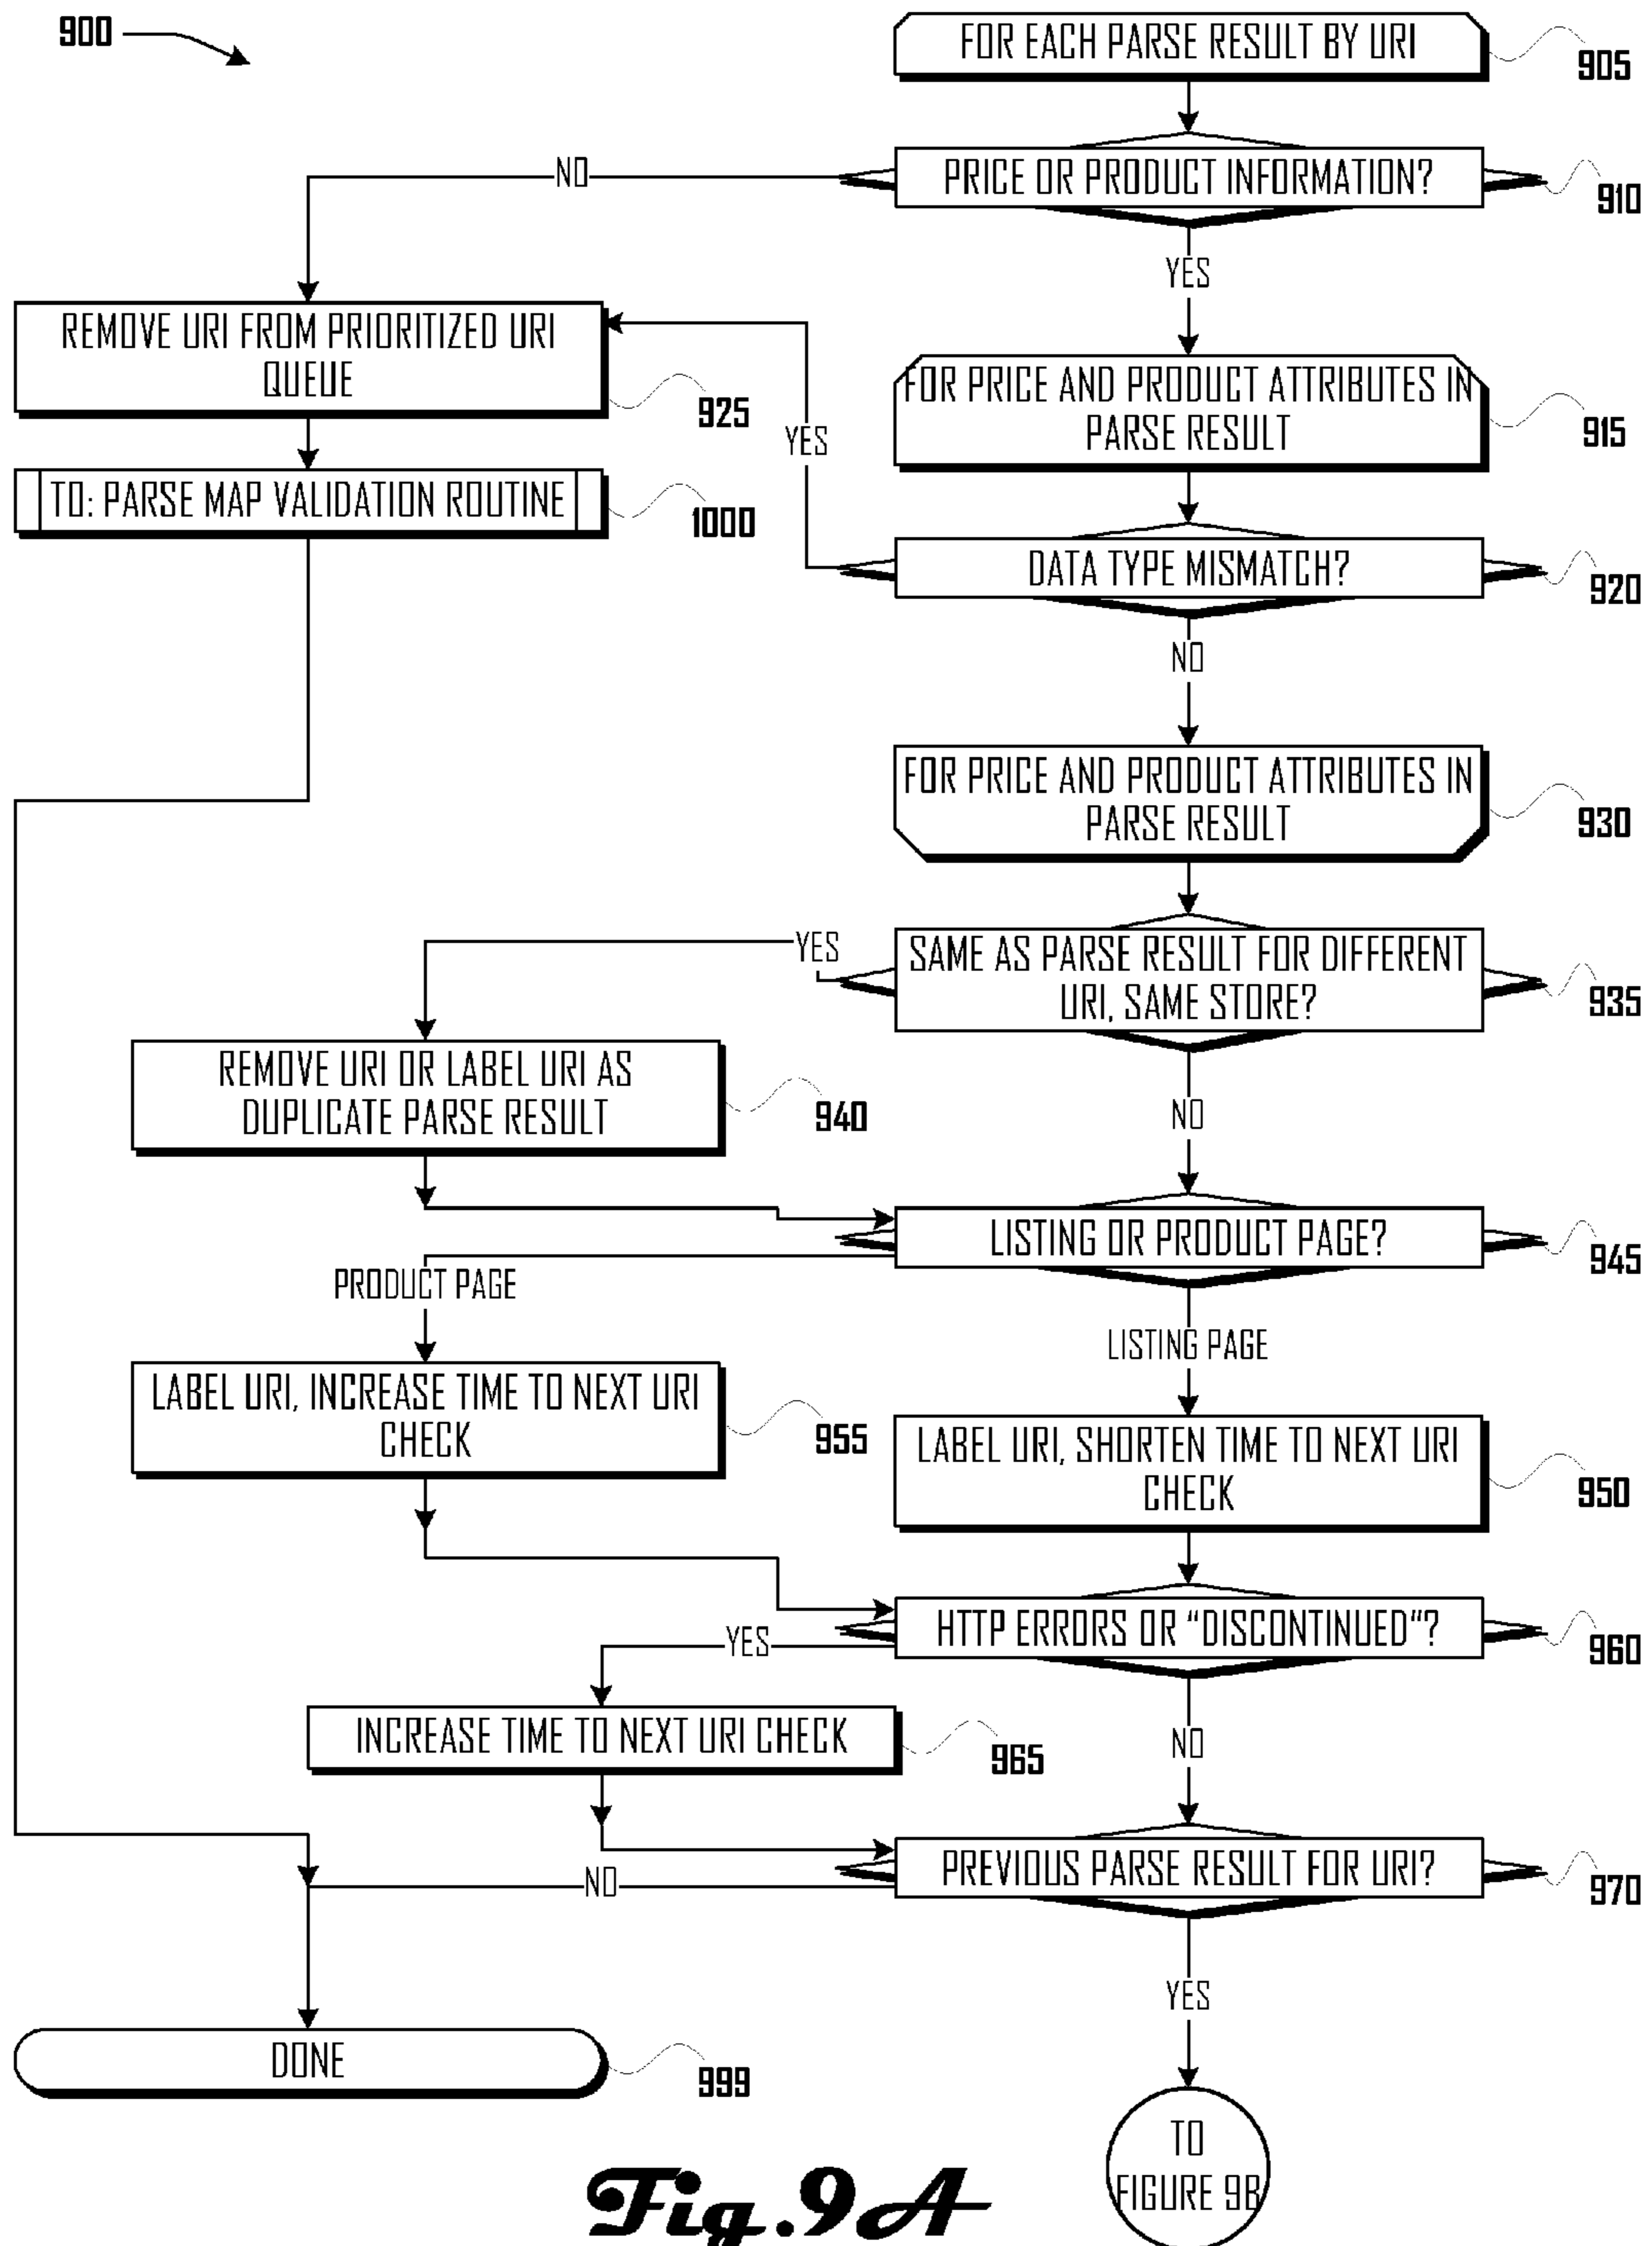 900
FOR EACH PARSE RESULT BY URI
905
PRICE OR PRODUCT INFORMATION?
910
NO
YES
REMOVE URI FROM PRIORITIZED URI
QUEUE
925
FOR PRICE AND PRODUCT ATTRIBUTES IN
PARSE RESULT
915
YES
TO: PARSE MAP VALIDATION ROUTINE
1000
DATA TYPE MISMATCH?
920
NO
FOR PRICE AND PRODUCT ATTRIBUTES IN
PARSE RESULT
930
SAME AS PARSE RESULT FOR DIFFERENT
URI, SAME STORE?
935
YES
REMOVE URI OR LABEL URI AS
DUPLICATE PARSE RESULT
940
NO
LISTING OR PRODUCT PAGE?
945
PRODUCT PAGE
LISTING PAGE
LABEL URI, INCREASE TIME TO NEXT URI
CHECK
955
LABEL URI, SHORTEN TIME TO NEXT URI
CHECK
950
HTTP ERRORS OR “DISCONTINUED”?
960
YES
INCREASE TIME TO NEXT URI CHECK
965
NO
PREVIOUS PARSE RESULT FOR URI?
970
NO
YES
DONE
999
TO
FIGURE 9B
Fig.9A